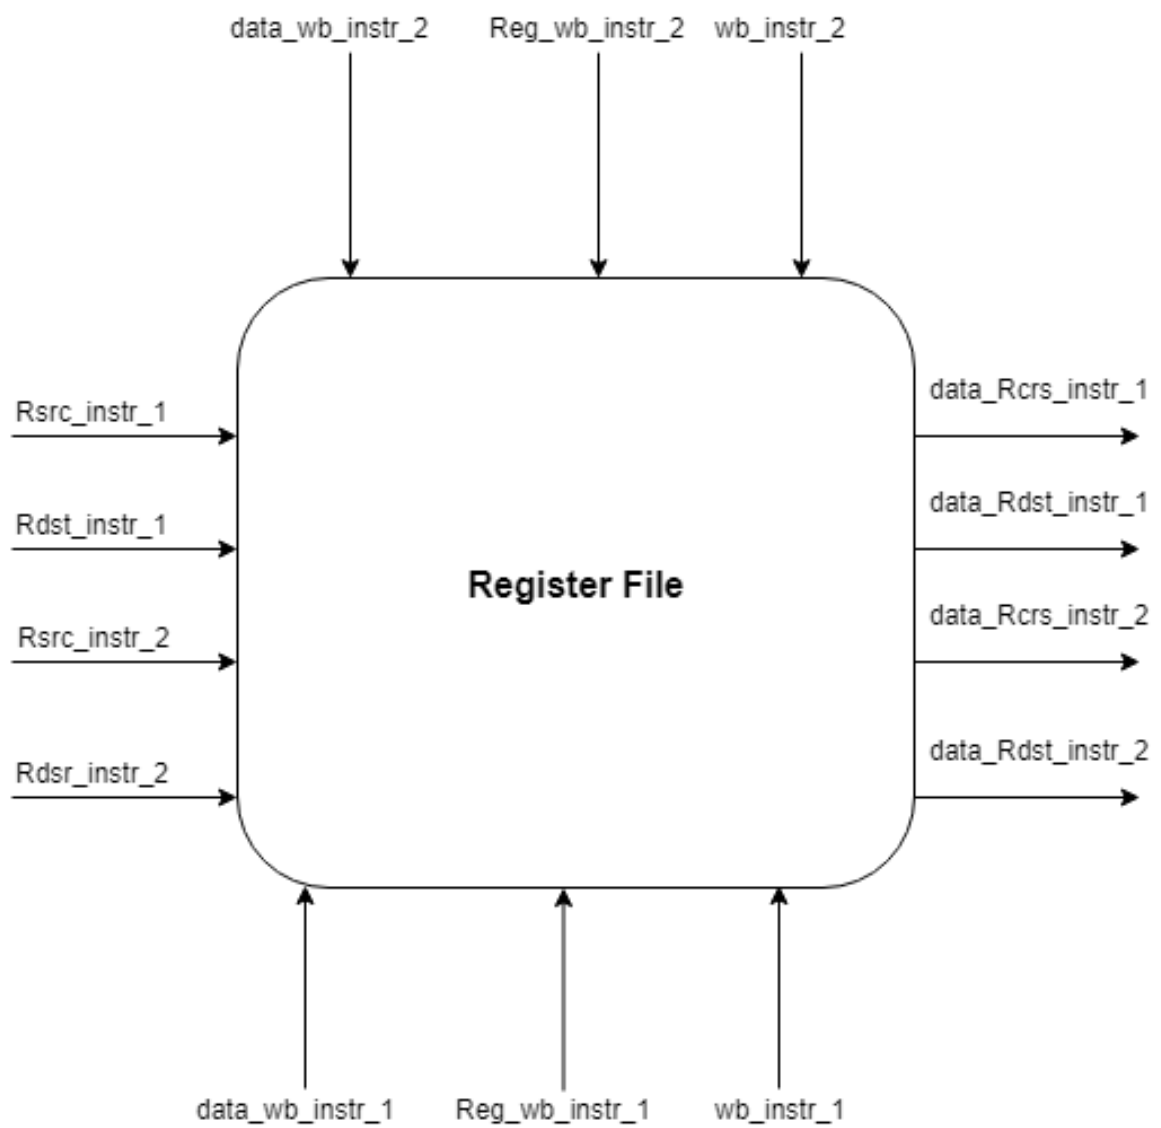 data_wb_instr_2 Reg_wb_instr_2 wb_instr_2
data_Rcrs_instr_1
Rsrc_instr_1
data_Rdst_instr_1
Rdst_instr_1
Register File
data_Rcrs_instr_2
Rsrc_instr_2
data_Rdst_instr_2
Rdsr_instr_2
data_wb_instr_1 Reg_wb_instr_1 wb_instr_1